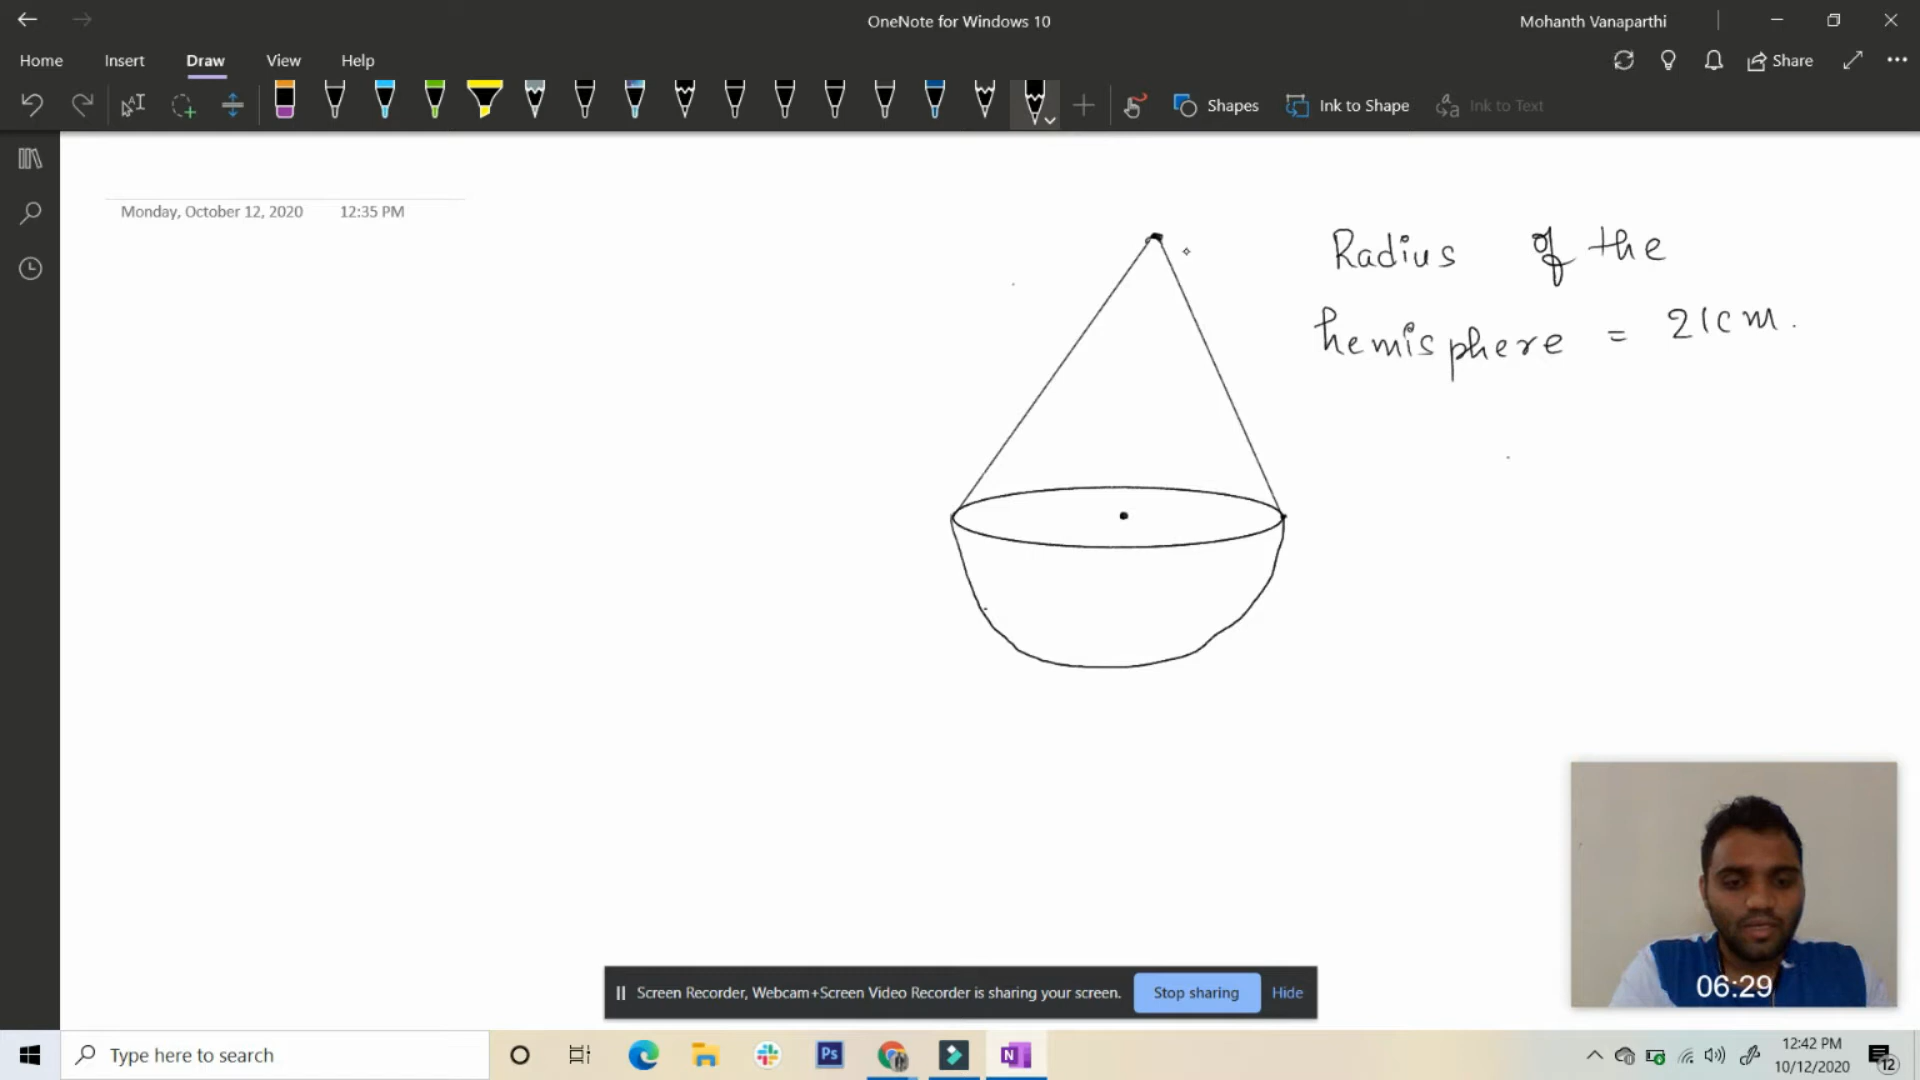 OneNote for Windows 10
Mohanth Vanaparthi
Home Insert Draw View Help
Share
Shapes
Ink to Shape
Ink to Text
Monday, October 12, 2020 12:35 PM
Radius of the
hemisphere = 21cm.
06:29
Screen Recorder, Webcam+Screen Video Recorder is sharing your screen. Stop sharing Hide
Type here to search
Ps
N
12:42 PM
10/12/2020
12